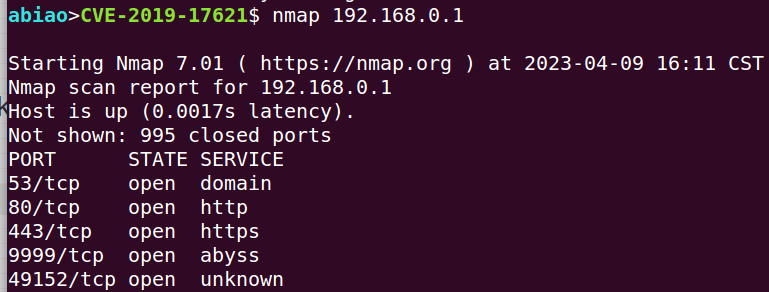 abiao>CVE-2019-17621$ nmap 192.168.0.1
Starting Nmap 7.01 ( https://nmap.org ) at 2023-04-09 16:11 CST
Nmap scan report for 192.168.0.1
Host is up (0.0017s latency).
Not shown: 995 closed ports
PORT      STATE SERVICE
53/tcp    open  domain
80/tcp    open  http
443/tcp   open  https
9999/tcp  open  abyss
49152/tcp open  unknown